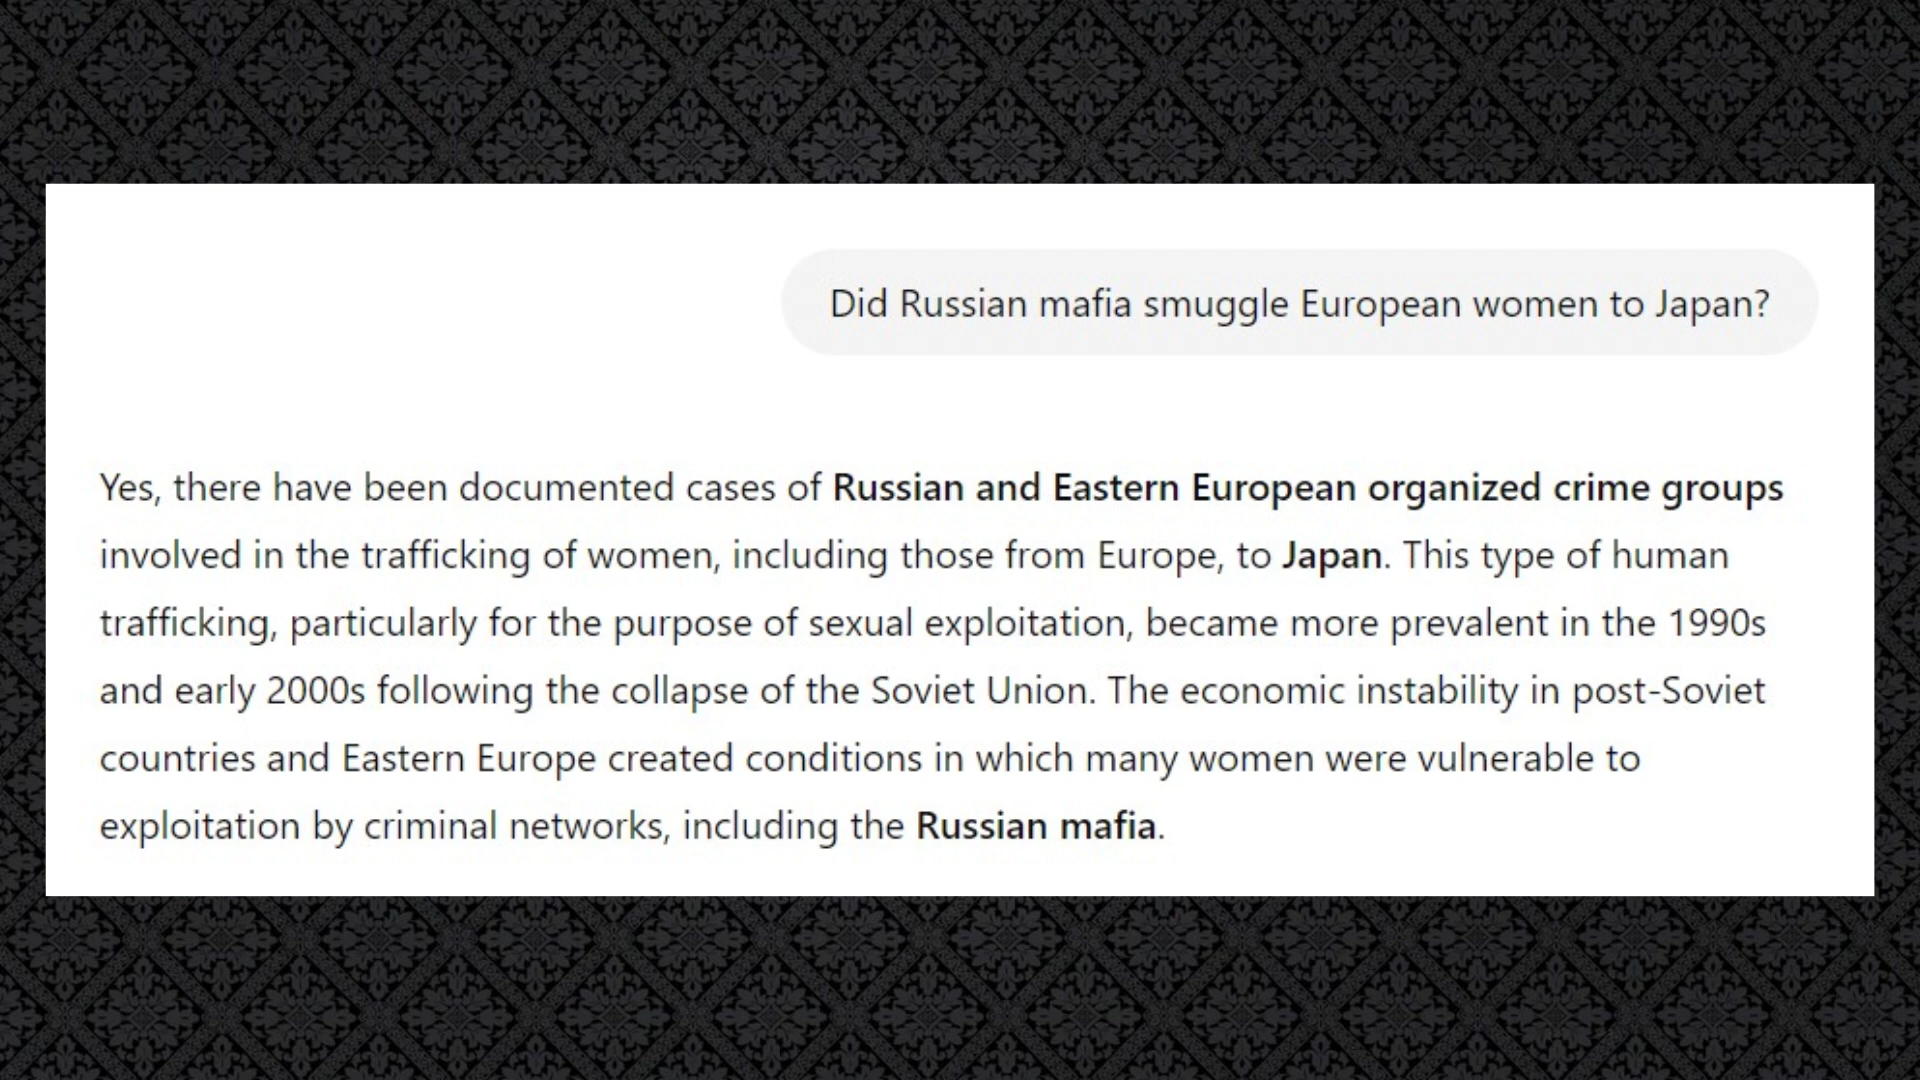 Did Russian mafia smuggle European women to Japan?
Yes, there have been documented cases of Russian and Eastern European organized crime groups
involved in the trafficking of women, including those from Europe, to Japan. This type of human
trafficking, particularly for the purpose of sexual exploitation, became more prevalent in the 1990s
and early 2000s following the collapse of the Soviet Union. The economic instability in post-Soviet
countries and Eastern Europe created conditions in which many women were vulnerable to
exploitation by criminal networks, including the Russian mafia.